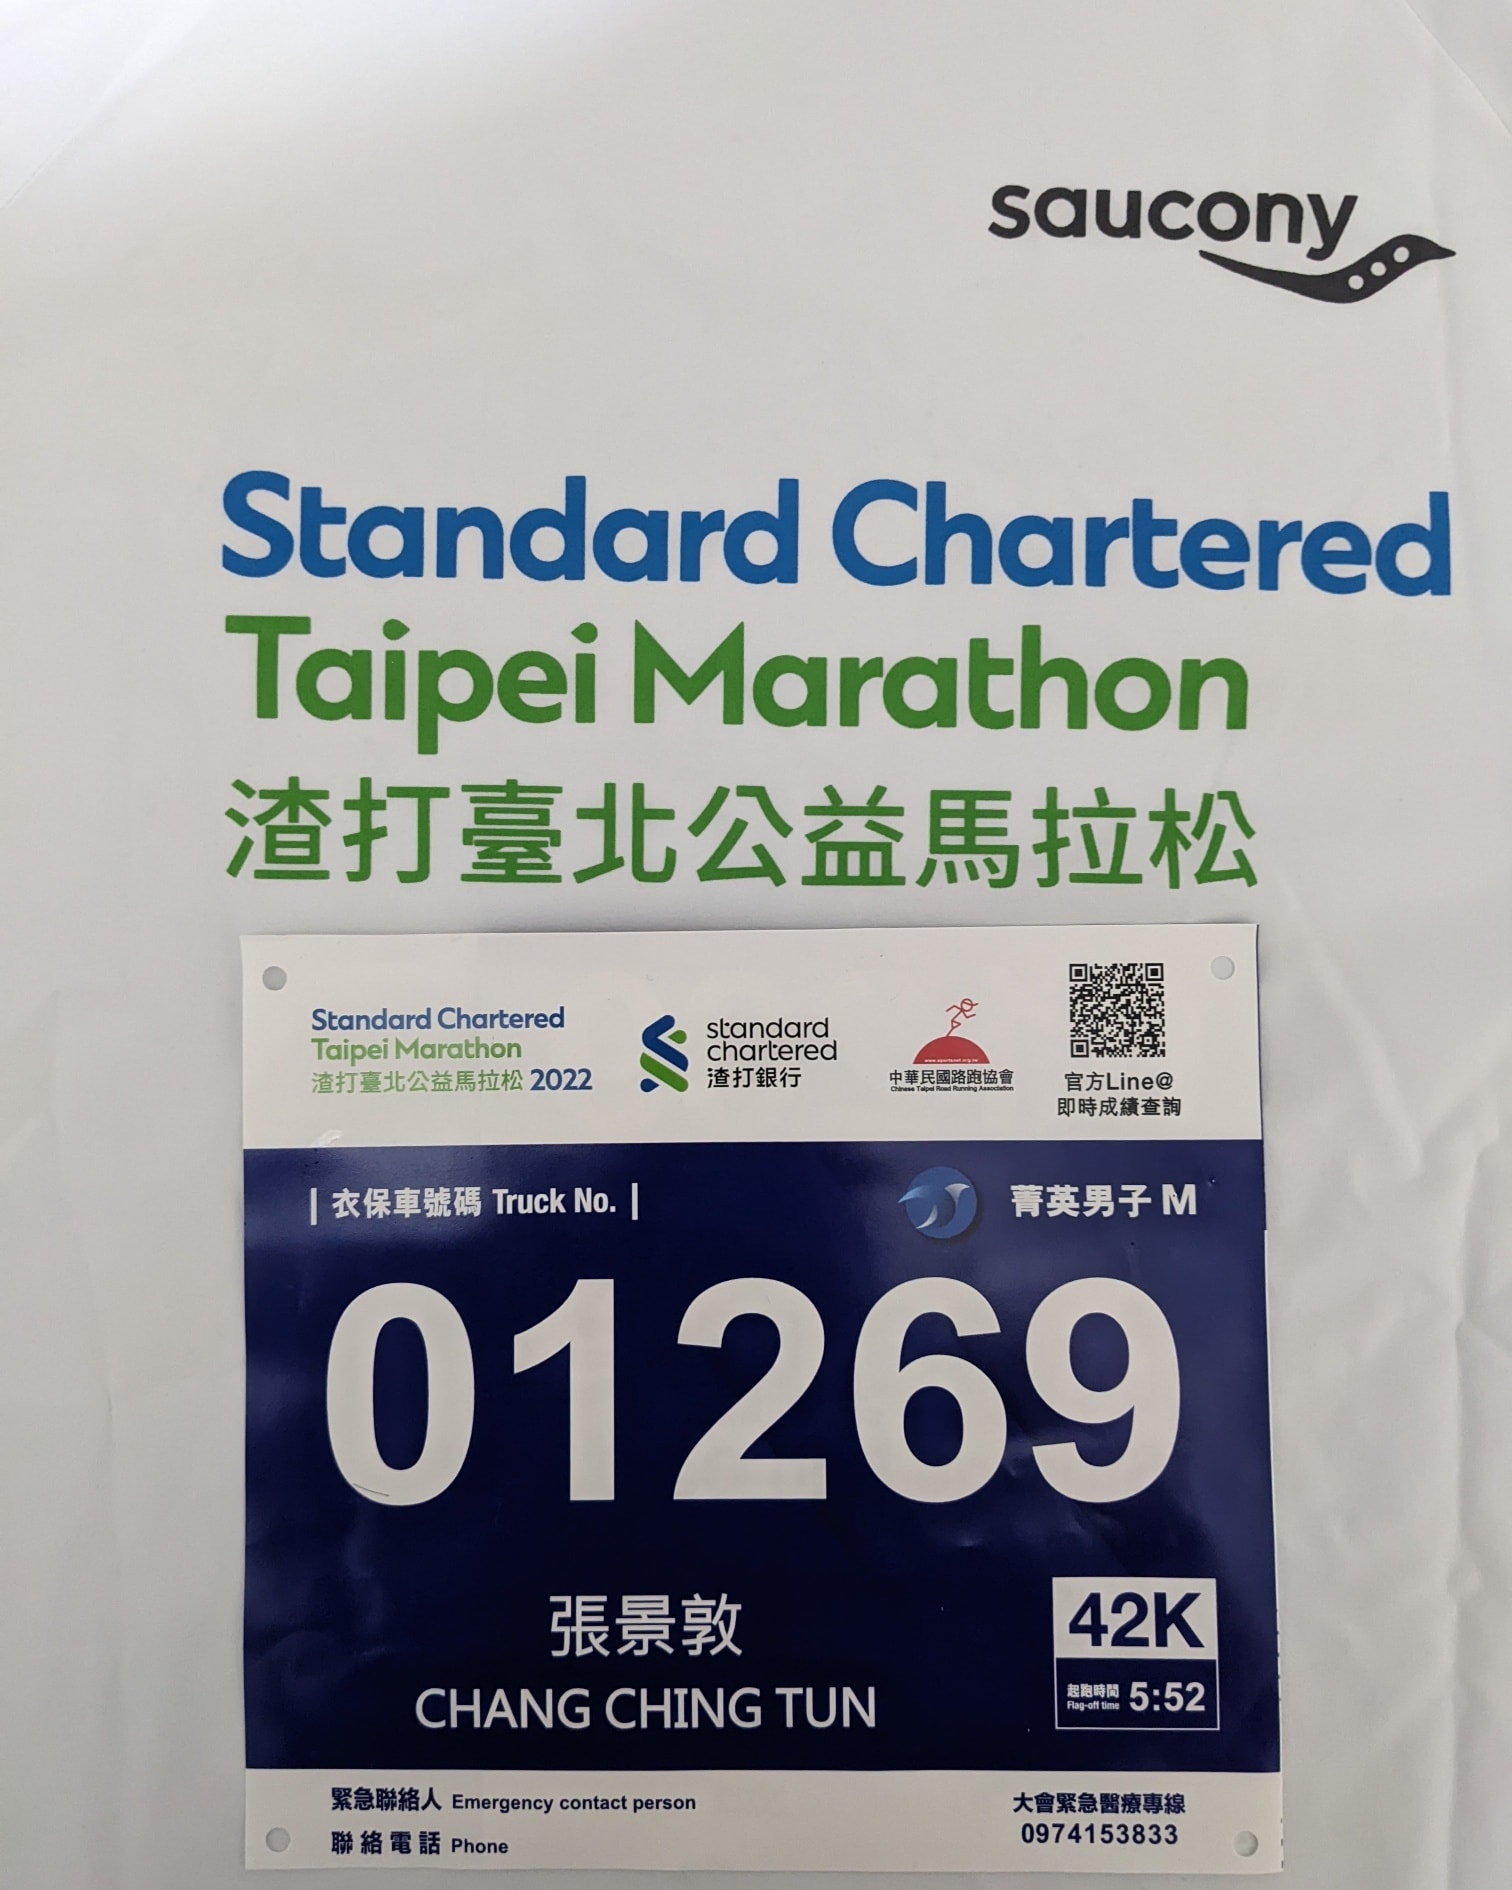 saucony
Standard Chartered
Taipei Marathon
渣打臺北公益馬拉松
Standard Chartered
Taipei Marathon
渣打臺北公益馬拉松 2022
standard
chartered
渣打銀行
www.sportsnet.org.tw
中華民國路跑協會
Chinese Taipei Road Running Association
官方Line@
即時成績查詢
| 衣保車號碼 Truck No. |
菁英男子 M
01269
張景敦
CHANG CHING TUN
42K
起跑時間
Flag-off time 5:52
緊急聯絡人 Emergency contact person
聯絡電話 Phone
大會緊急醫療專線
0974153833